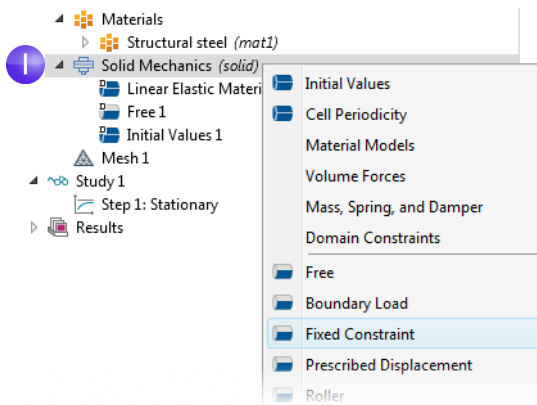 Materials
Structural steel (mat1)
1
Solid Mechanics (solid)
Linear Elastic Materi
Free 1
Initial Values 1
Mesh 1
Study 1
Step 1: Stationary
Results
Initial Values
Cell Periodicity
Material Models
Volume Forces
Mass, Spring, and Damper
Domain Constraints
Free
Boundary Load
Fixed Constraint
Prescribed Displacement
Roller